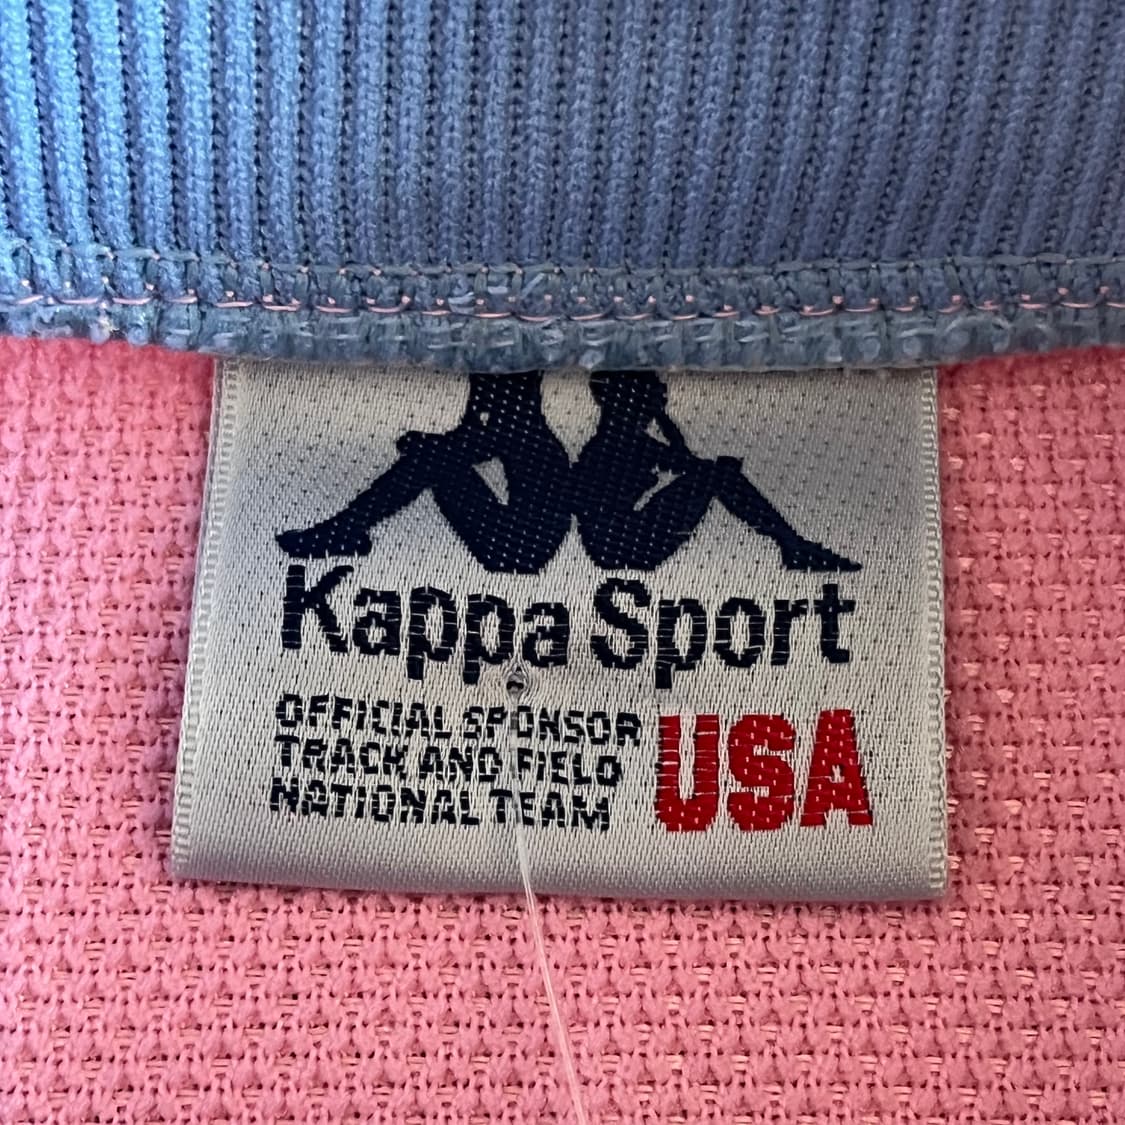 Kappa Sport
OFFICIAL SPONSOR
TRACK AND FIELD
NATIONAL TEAM
USA